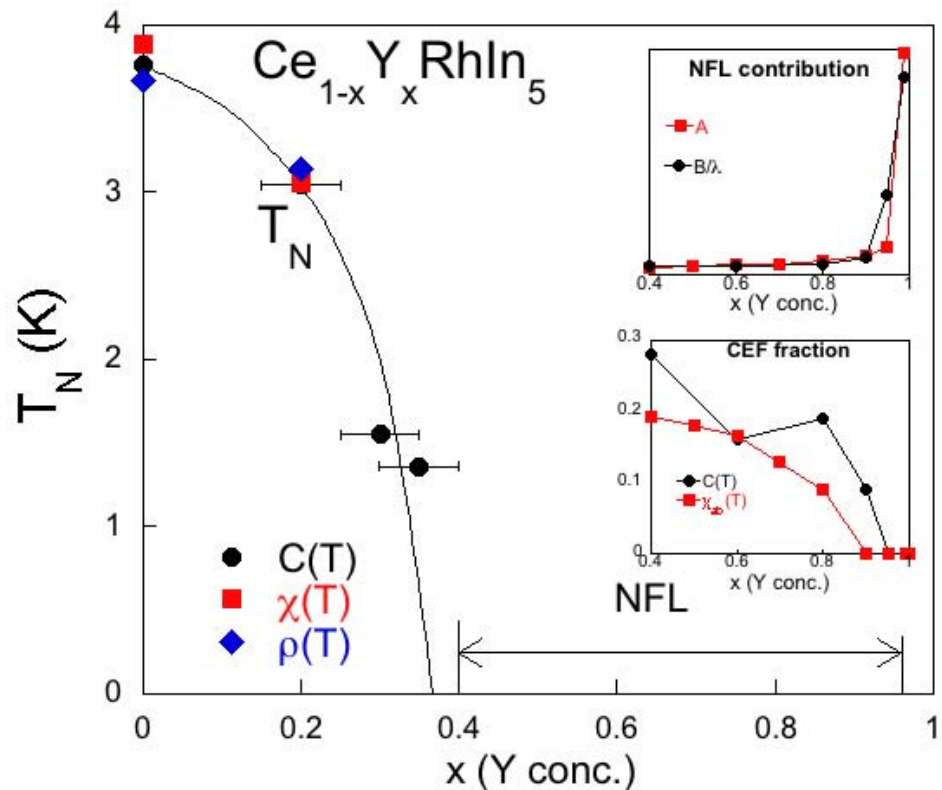 Ce1-xYxRhIn5
TN (K)
4
3
2
1
0
0
0.2
0.4
0.6
0.8
1
x (Y conc.)
TN
C(T)
χ(T)
ρ(T)
NFL
NFL contribution
A
B/λ
0.4
0.6
0.8
1
x (Y conc.)
CEF fraction
0.3
0.2
0.1
0
C(T)
(T)
0.4
0.6
0.8
1
x (Y conc.)